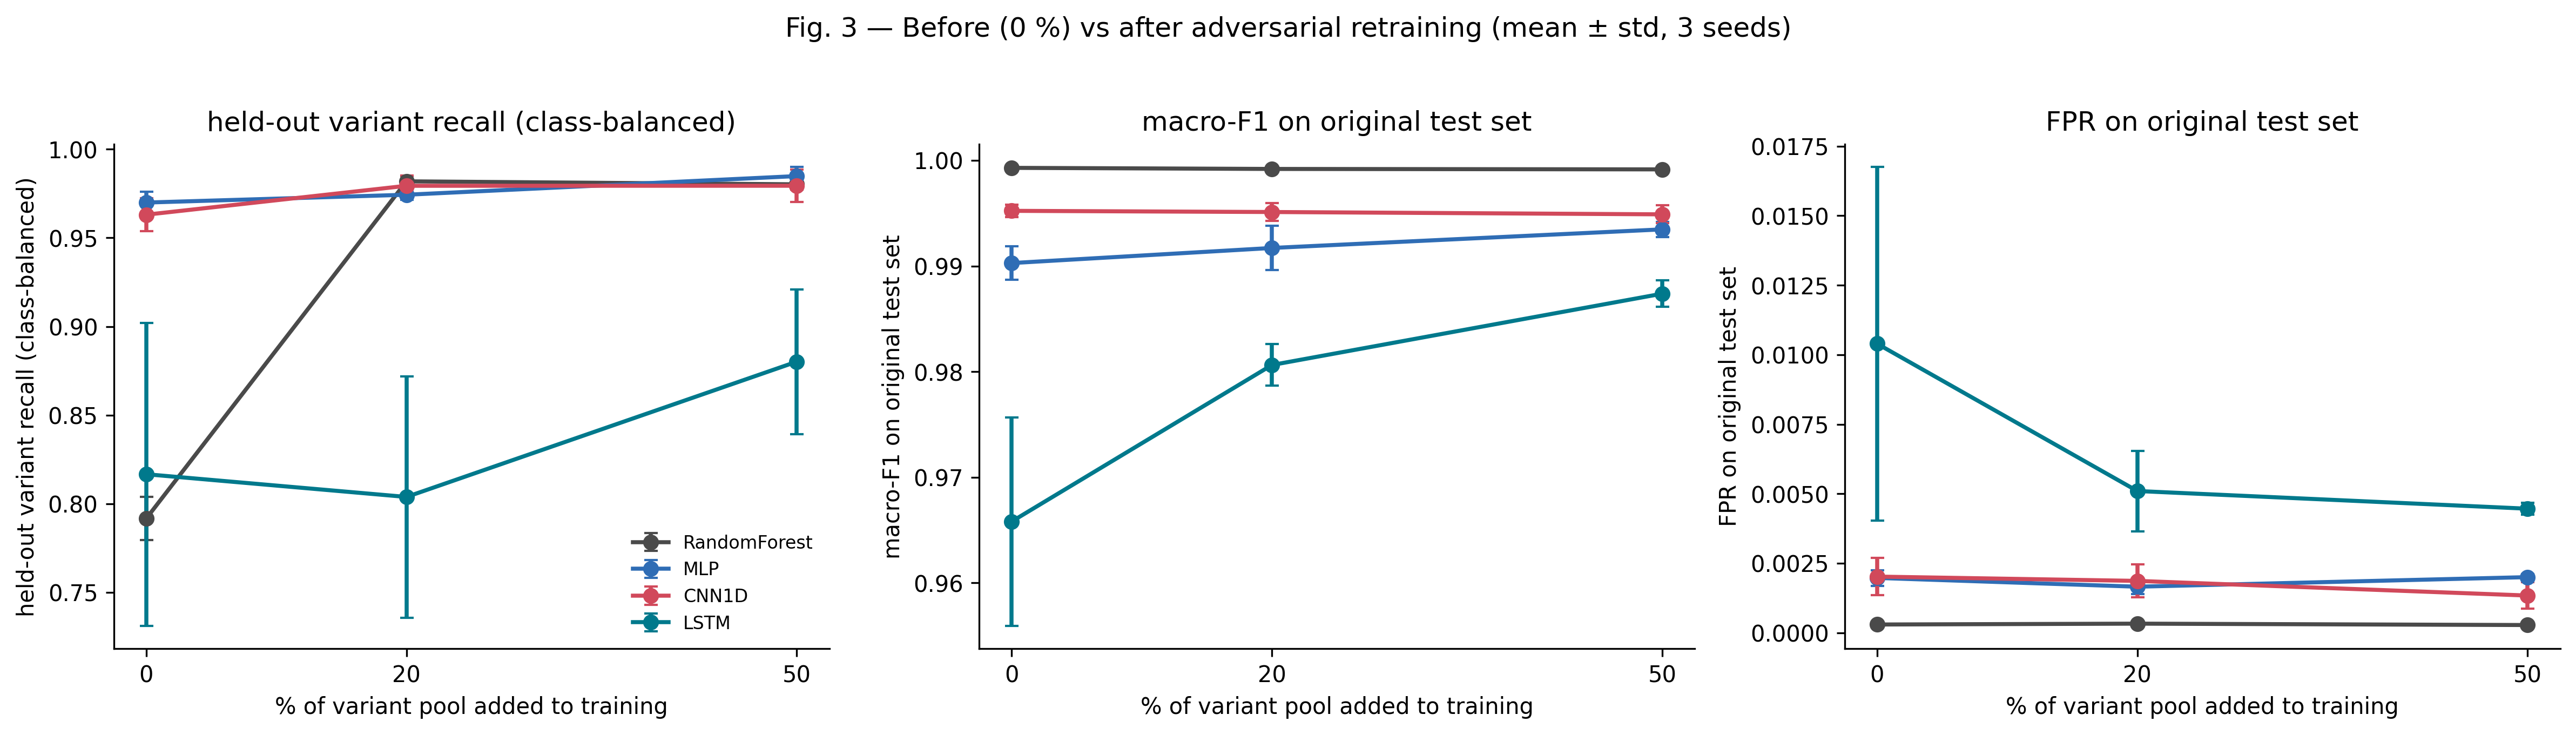 Fig. 3 — Before (0 %) vs after adversarial retraining (mean ± std, 3 seeds)
held-out variant recall (class-balanced)
held-out variant recall (class-balanced)
1.00
0.95
0.90
0.85
0.80
0.75
RandomForest
MLP
CNN1D
LSTM
0
20
50
% of variant pool added to training
macro-F1 on original test set
macro-F1 on original test set
1.00
0.99
0.98
0.97
0.96
0
20
50
% of variant pool added to training
FPR on original test set
FPR on original test set
0.0175
0.0150
0.0125
0.0100
0.0075
0.0050
0.0025
0.0000
0
20
50
% of variant pool added to training